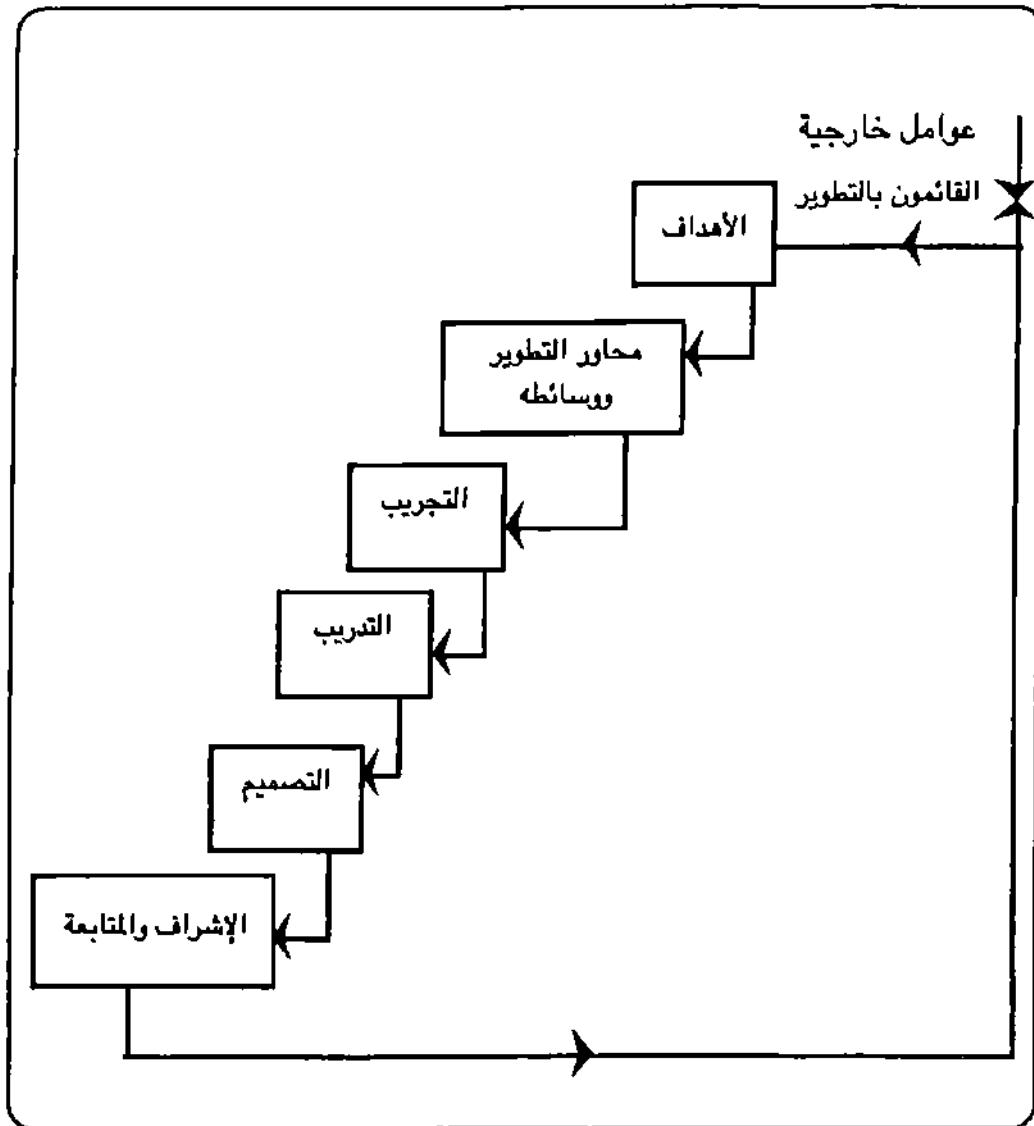 عوامل خارجية
القائمون بالتطوير
الأهداف
محاور التطوير
ووسائطه
التجريب
التدريب
التصميم
الإشراف والمتابعة